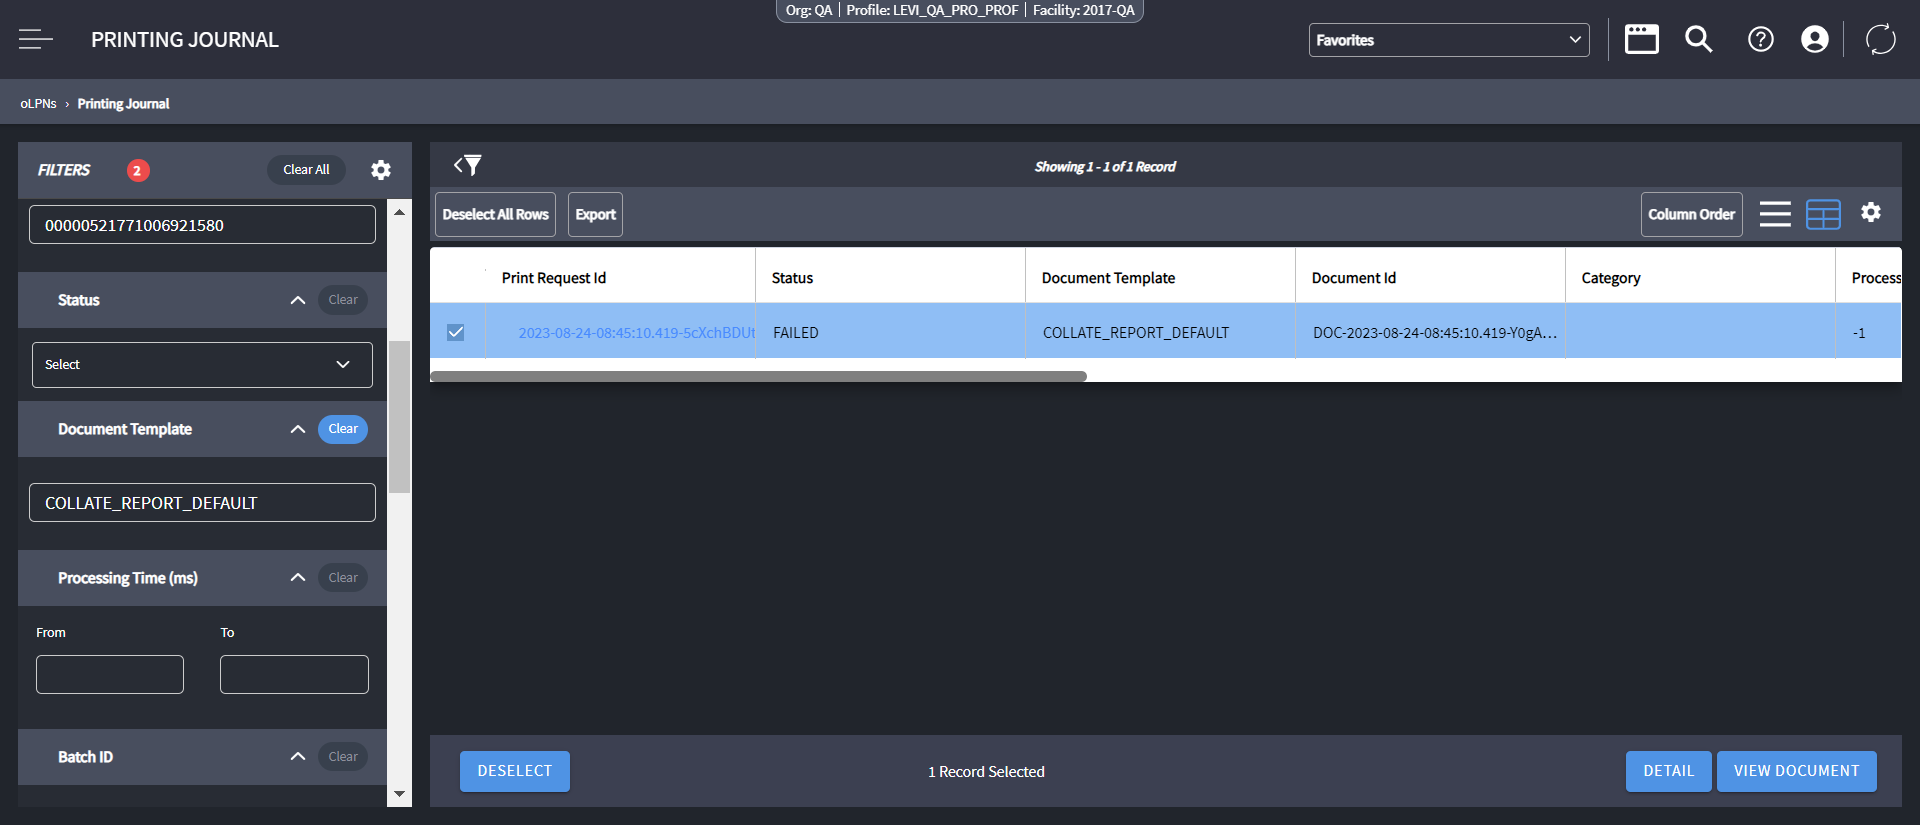 Org: QA | Profile: LEVI_QA_PRO_PROF | Facility: 2017-QA
PRINTING JOURNAL
Favorites
oLPNs › Printing Journal
FILTERS 2 Clear All
00000521771006921580
Status Clear
Select
Document Template Clear
COLLATE_REPORT_DEFAULT
Processing Time (ms) Clear
From To
Batch ID Clear
Showing 1 - 1 of 1 Record
Deselect All Rows Export Column Order
Print Request Id Status Document Template Document Id Category Process
2023-08-24-08:45:10.419-5cXchBDUt FAILED COLLATE_REPORT_DEFAULT DOC-2023-08-24-08:45:10.419-Y0gA... -1
DESELECT 1 Record Selected DETAIL VIEW DOCUMENT